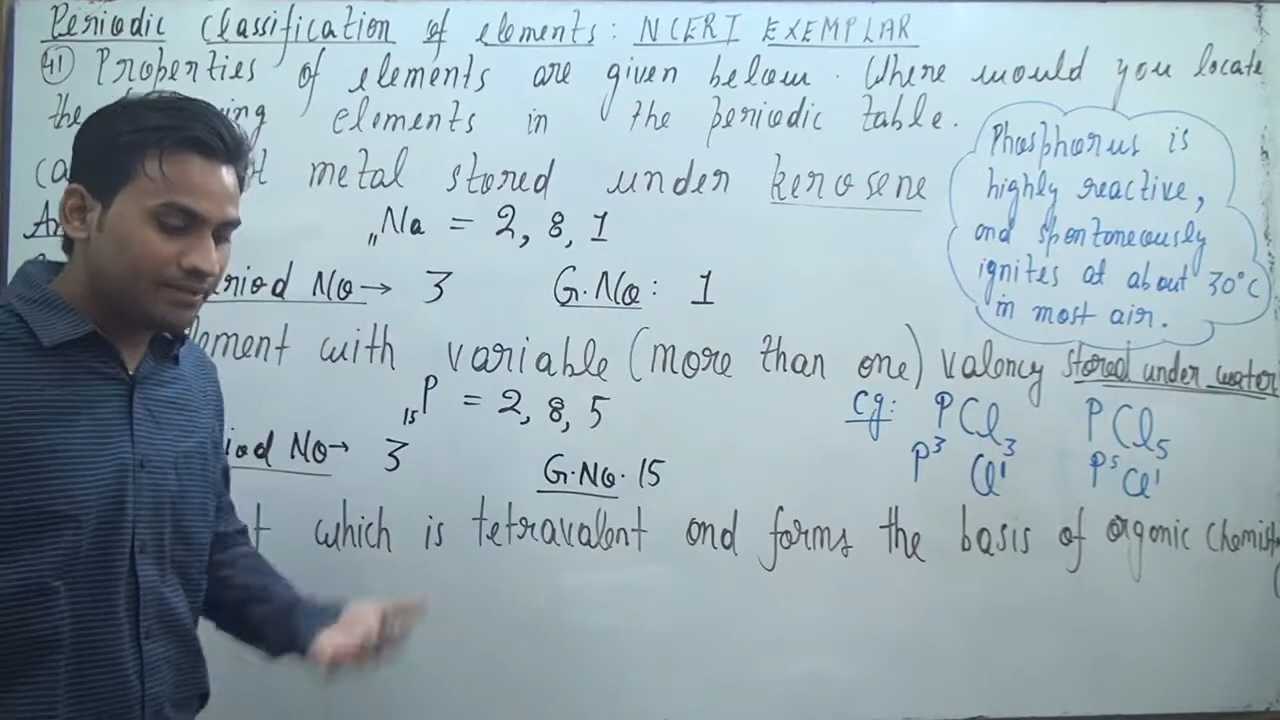 Periodic Classification of elements: NCERT EXEMPLAR
41 Properties of elements are given below. Where would you locate
the elements in the periodic table.
metal stored under kerosene
11Na = 2, 8, 1
Period No → 3 G.No: 1
element with variable (more than one) valency stored under water
15P = 2, 8, 5
eg: PCl3 PCl5
P3 Cl1 P5 Cl1
No → 3 G.No. 15
which is tetravalent and forms the basis of organic chemistry
Phosphorus is
highly reactive,
and spontoneously
ignites at about 30°C
in most air.